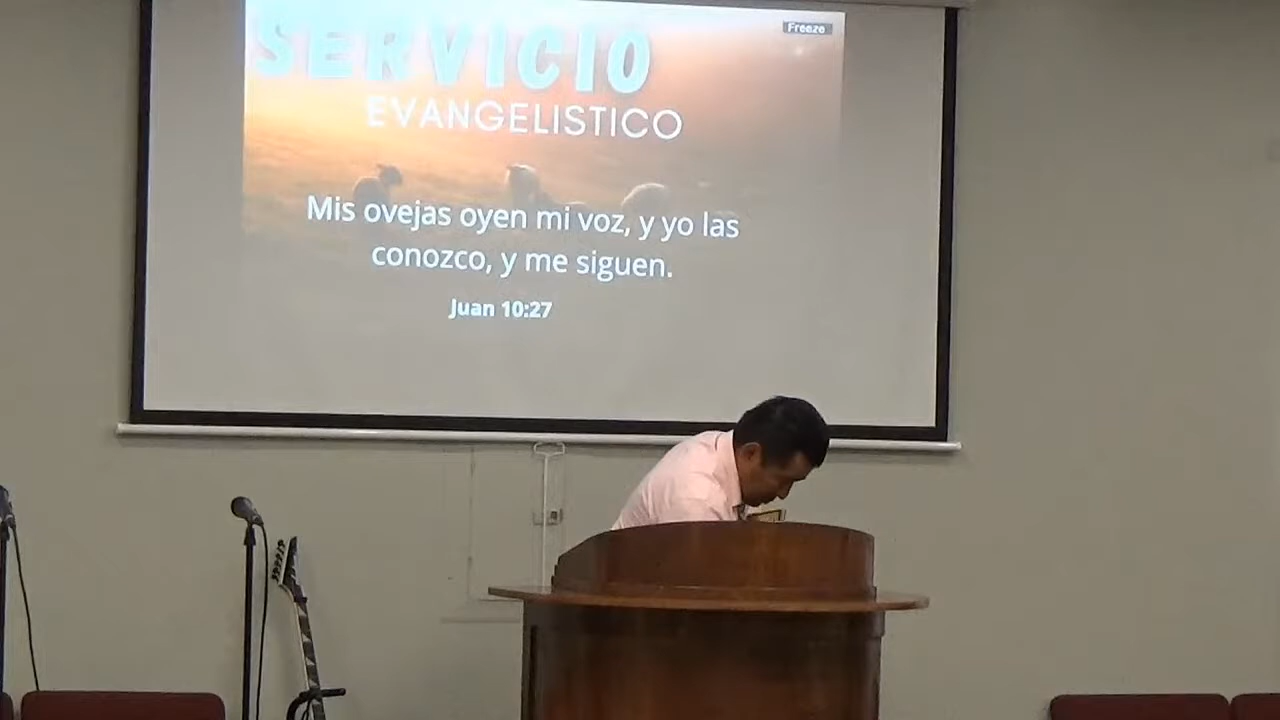 SERVICIO
Freeze
EVANGELISTICO
Mis ovejas oyen mi voz, y yo las
conozco, y me siguen.
Juan 10:27